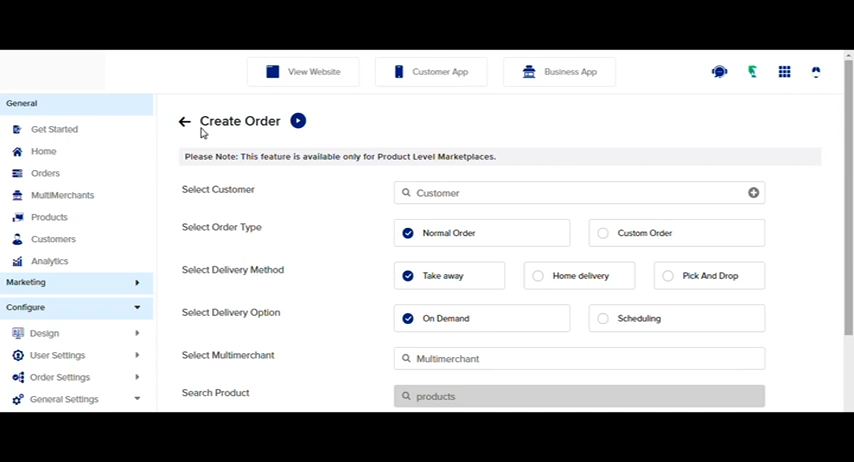 View Website Customer App Business App
General
Get Started
Home
Orders
MultiMerchants
Products
Customers
Analytics
Marketing
Configure
Design
User Settings
Order Settings
General Settings
Create Order
Please Note: This feature is available only for Product Level Marketplaces.
Select Customer Customer
Select Order Type Normal Order Custom Order
Select Delivery Method Take away Home delivery Pick And Drop
Select Delivery Option On Demand Scheduling
Select Multimerchant Multimerchant
Search Product products